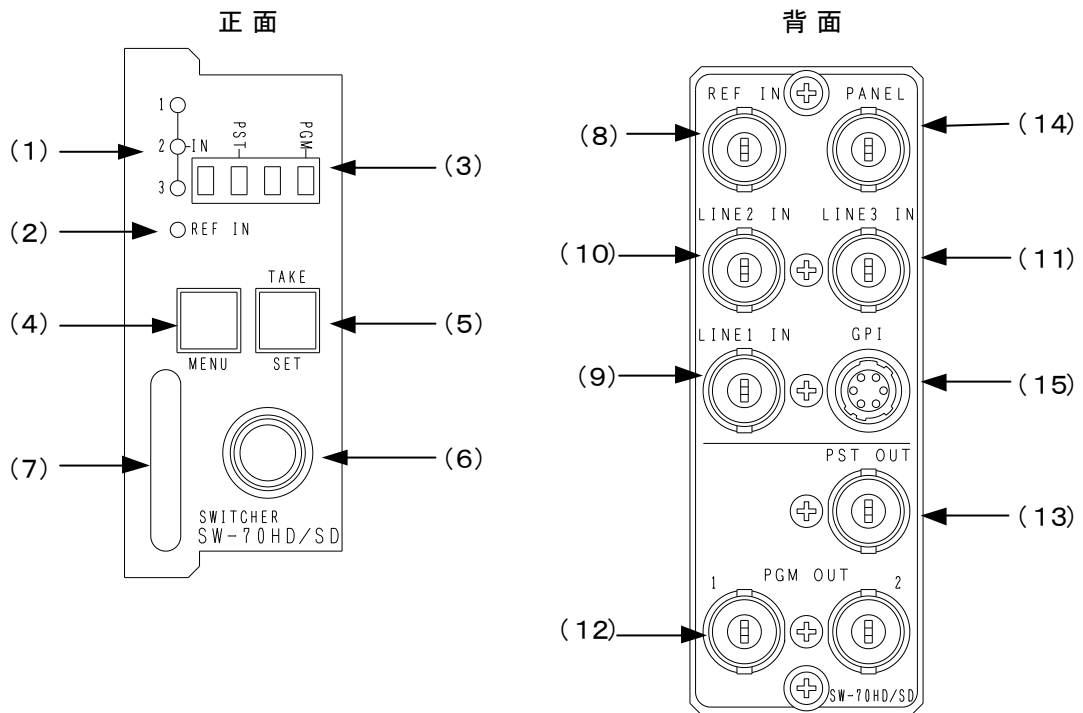 正 面
1
2 IN
3
PST
PGM
REF IN
TAKE
MENU
SET
SWITCHER
SW-70HD/SD
(1)
(2)
(3)
(4)
(5)
(6)
(7)
背 面
REF IN
PANEL
LINE2 IN
LINE3 IN
LINE1 IN
GPI
PST OUT
PGM OUT
1
2
SW-70HD/SD
(8)
(14)
(10)
(11)
(9)
(15)
(13)
(12)